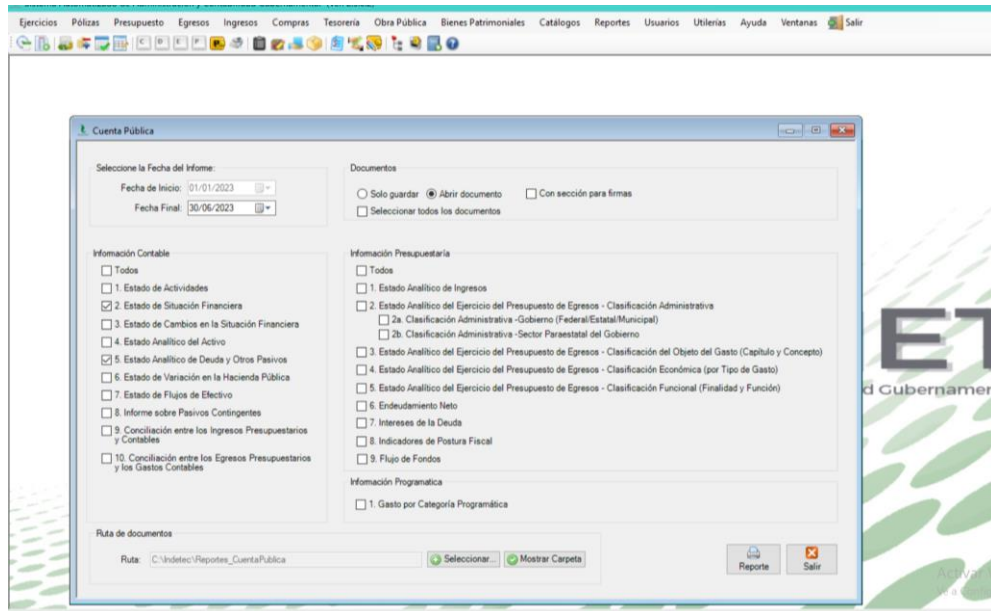 Ejercicios Pólizas Presupuesto Egresos Ingresos Compras Tesorería Obra Pública Bienes Patrimoniales Catálogos Reportes Usuarios Utilerías Ayuda Ventanas Salir
Cuenta Pública
Seleccione la Fecha del Informe:
Fecha de Inicio: 01/01/2023
Fecha Final: 30/06/2023
Documentos
Solo guardar Abrir documento Con sección para firmas
Seleccionar todos los documentos
Información Contable
Todos
1. Estado de Actividades
2. Estado de Situación Financiera
3. Estado de Cambios en la Situación Financiera
4. Estado Analítico del Activo
5. Estado Analítico de Deuda y Otros Pasivos
6. Estado de Variación en la Hacienda Pública
7. Estado de Flujos de Efectivo
8. Informe sobre Pasivos Contingentes
9. Conciliación entre los Ingresos Presupuestarios
y Contables
10. Conciliación entre los Egresos Presupuestarios
y los Gastos Contables
Información Presupuestaria
Todos
1. Estado Analítico de Ingresos
2. Estado Analítico del Ejercicio del Presupuesto de Egresos - Clasificación Administrativa
2a. Clasificación Administrativa -Gobierno (Federal/Estatal/Municipal)
2b. Clasificación Administrativa -Sector Paraestatal del Gobierno
3. Estado Analítico del Ejercicio del Presupuesto de Egresos - Clasificación del Objeto del Gasto (Capítulo y Concepto)
4. Estado Analítico del Ejercicio del Presupuesto de Egresos - Clasificación Económica (por Tipo de Gasto)
5. Estado Analítico del Ejercicio del Presupuesto de Egresos - Clasificación Funcional (Finalidad y Función)
6. Endeudamiento Neto
7. Intereses de la Deuda
8. Indicadores de Postura Fiscal
9. Flujo de Fondos
Información Programatica
1. Gasto por Categoría Programática
Ruta de documentos
Ruta: C:\Indetec\Reportes_CuentaPublica Seleccionar... Mostrar Carpeta
Reporte Salir
ET
d Gubernamen
Activar